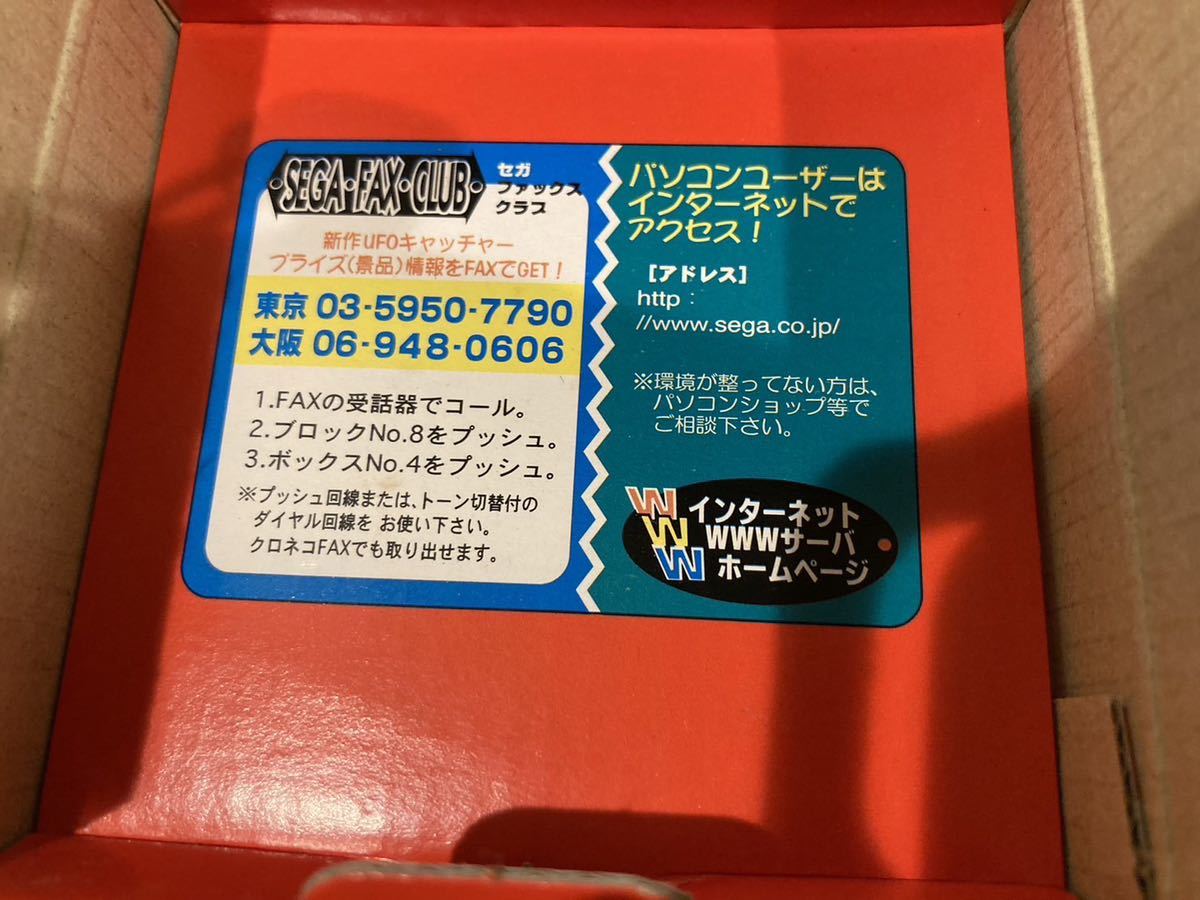 SEGA・FAX・CLUB
セガ
ファックス
クラブ
新作UFOキャッチャー
プライズ(景品)情報をFAXでGET！
東京 03-5950-7790
大阪 06-948-0606
1.FAXの受話器でコール。
2.ブロックNo.8をプッシュ。
3.ボックスNo.4をプッシュ。
※プッシュ回線または、トーン切替付の
ダイヤル回線を お使い下さい。
クロネコFAXでも取り出せます。
パソコンユーザーは
インターネットで
アクセス！
［アドレス］
http:
//www.sega.co.jp/
※環境が整ってない方は、
パソコンショップ等で
ご相談下さい。
WWW
インターネット
WWWサーバ
ホームページ